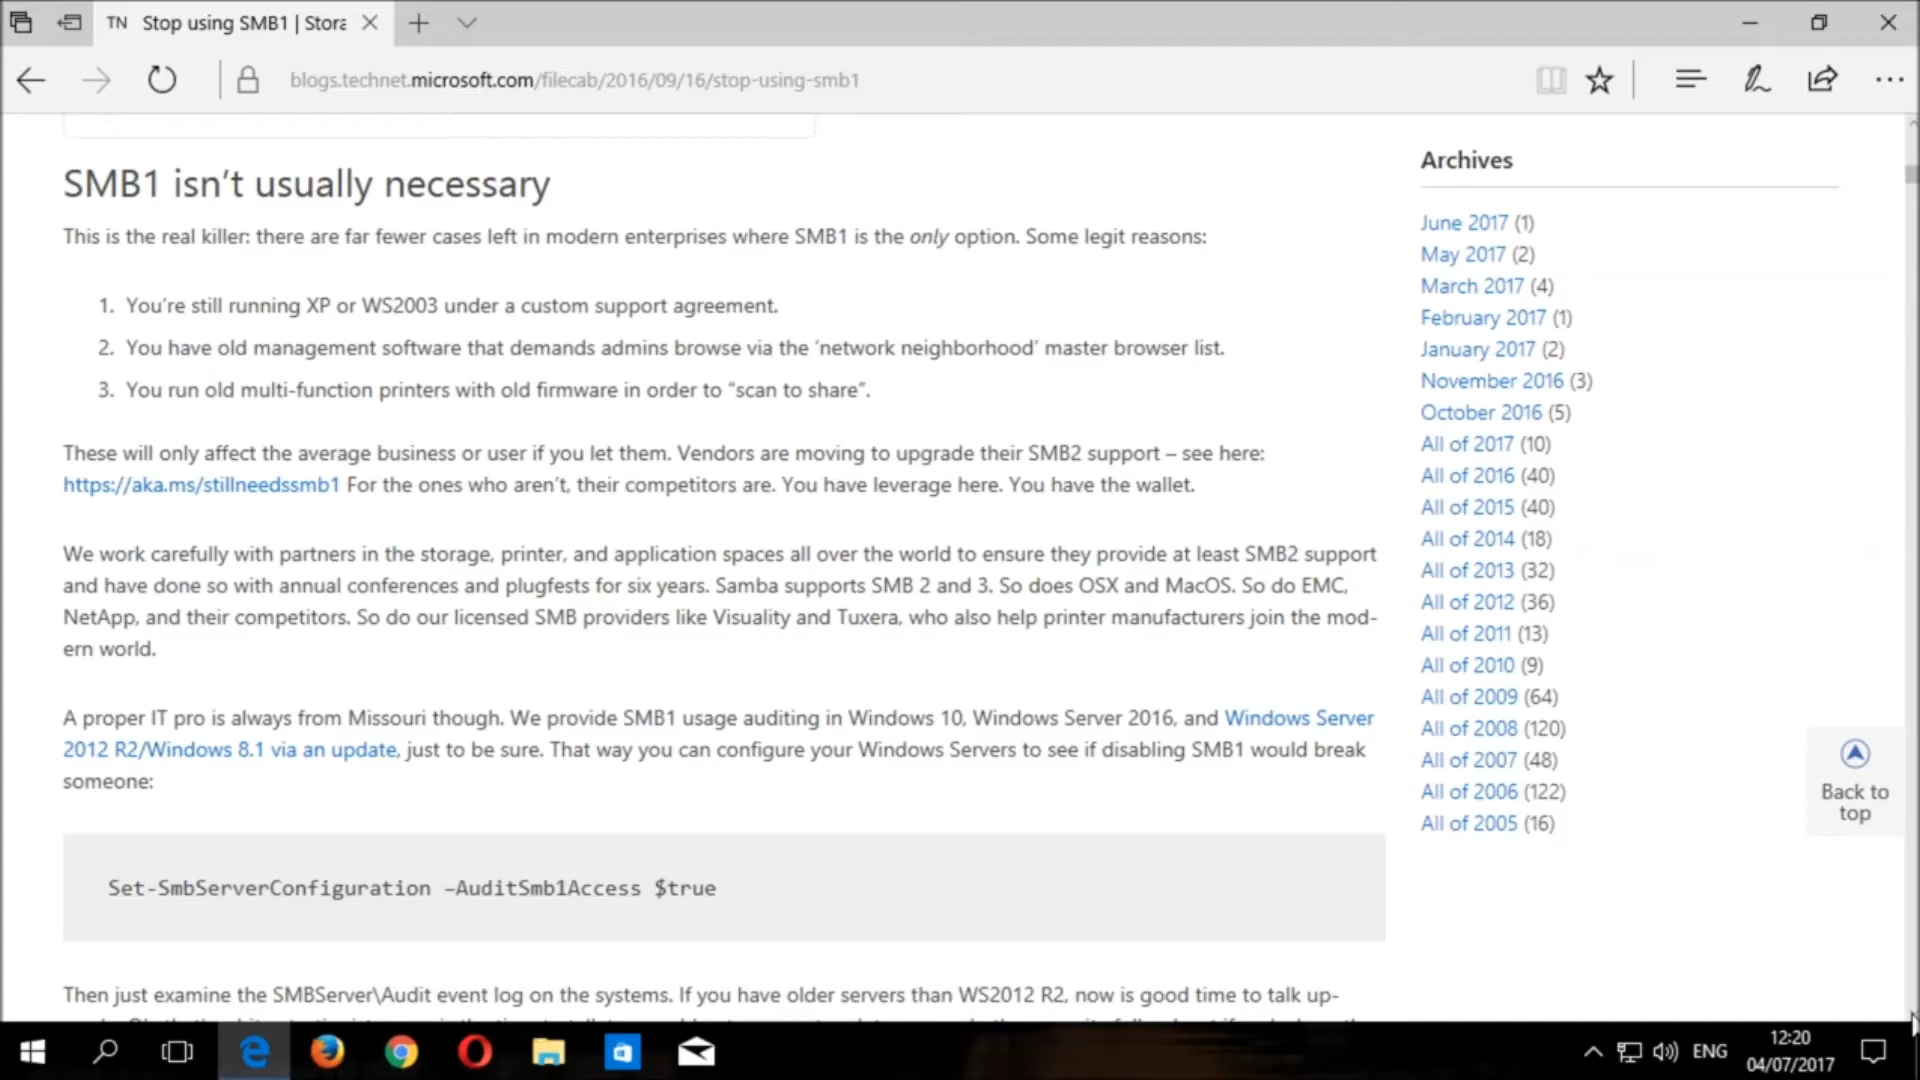 TN Stop using SMB1 | Stora
blogs.technet.microsoft.com/filecab/2016/09/16/stop-using-smb1
SMB1 isn’t usually necessary
This is the real killer: there are far fewer cases left in modern enterprises where SMB1 is the only option. Some legit reasons:
1. You’re still running XP or WS2003 under a custom support agreement.
2. You have old management software that demands admins browse via the ‘network neighborhood’ master browser list.
3. You run old multi-function printers with old firmware in order to “scan to share”.
These will only affect the average business or user if you let them. Vendors are moving to upgrade their SMB2 support – see here:
https://aka.ms/stillneedssmb1 For the ones who aren’t, their competitors are. You have leverage here. You have the wallet.
We work carefully with partners in the storage, printer, and application spaces all over the world to ensure they provide at least SMB2 support
and have done so with annual conferences and plugfests for six years. Samba supports SMB 2 and 3. So does OSX and MacOS. So do EMC,
NetApp, and their competitors. So do our licensed SMB providers like Visuality and Tuxera, who also help printer manufacturers join the mod-
ern world.
A proper IT pro is always from Missouri though. We provide SMB1 usage auditing in Windows 10, Windows Server 2016, and Windows Server
2012 R2/Windows 8.1 via an update, just to be sure. That way you can configure your Windows Servers to see if disabling SMB1 would break
someone:
Set-SmbServerConfiguration –AuditSmb1Access $true
Then just examine the SMBServer\Audit event log on the systems. If you have older servers than WS2012 R2, now is good time to talk up-
Archives
June 2017 (1)
May 2017 (2)
March 2017 (4)
February 2017 (1)
January 2017 (2)
November 2016 (3)
October 2016 (5)
All of 2017 (10)
All of 2016 (40)
All of 2015 (40)
All of 2014 (18)
All of 2013 (32)
All of 2012 (36)
All of 2011 (13)
All of 2010 (9)
All of 2009 (64)
All of 2008 (120)
All of 2007 (48)
All of 2006 (122)
All of 2005 (16)
Back to
top
ENG
12:20
04/07/2017